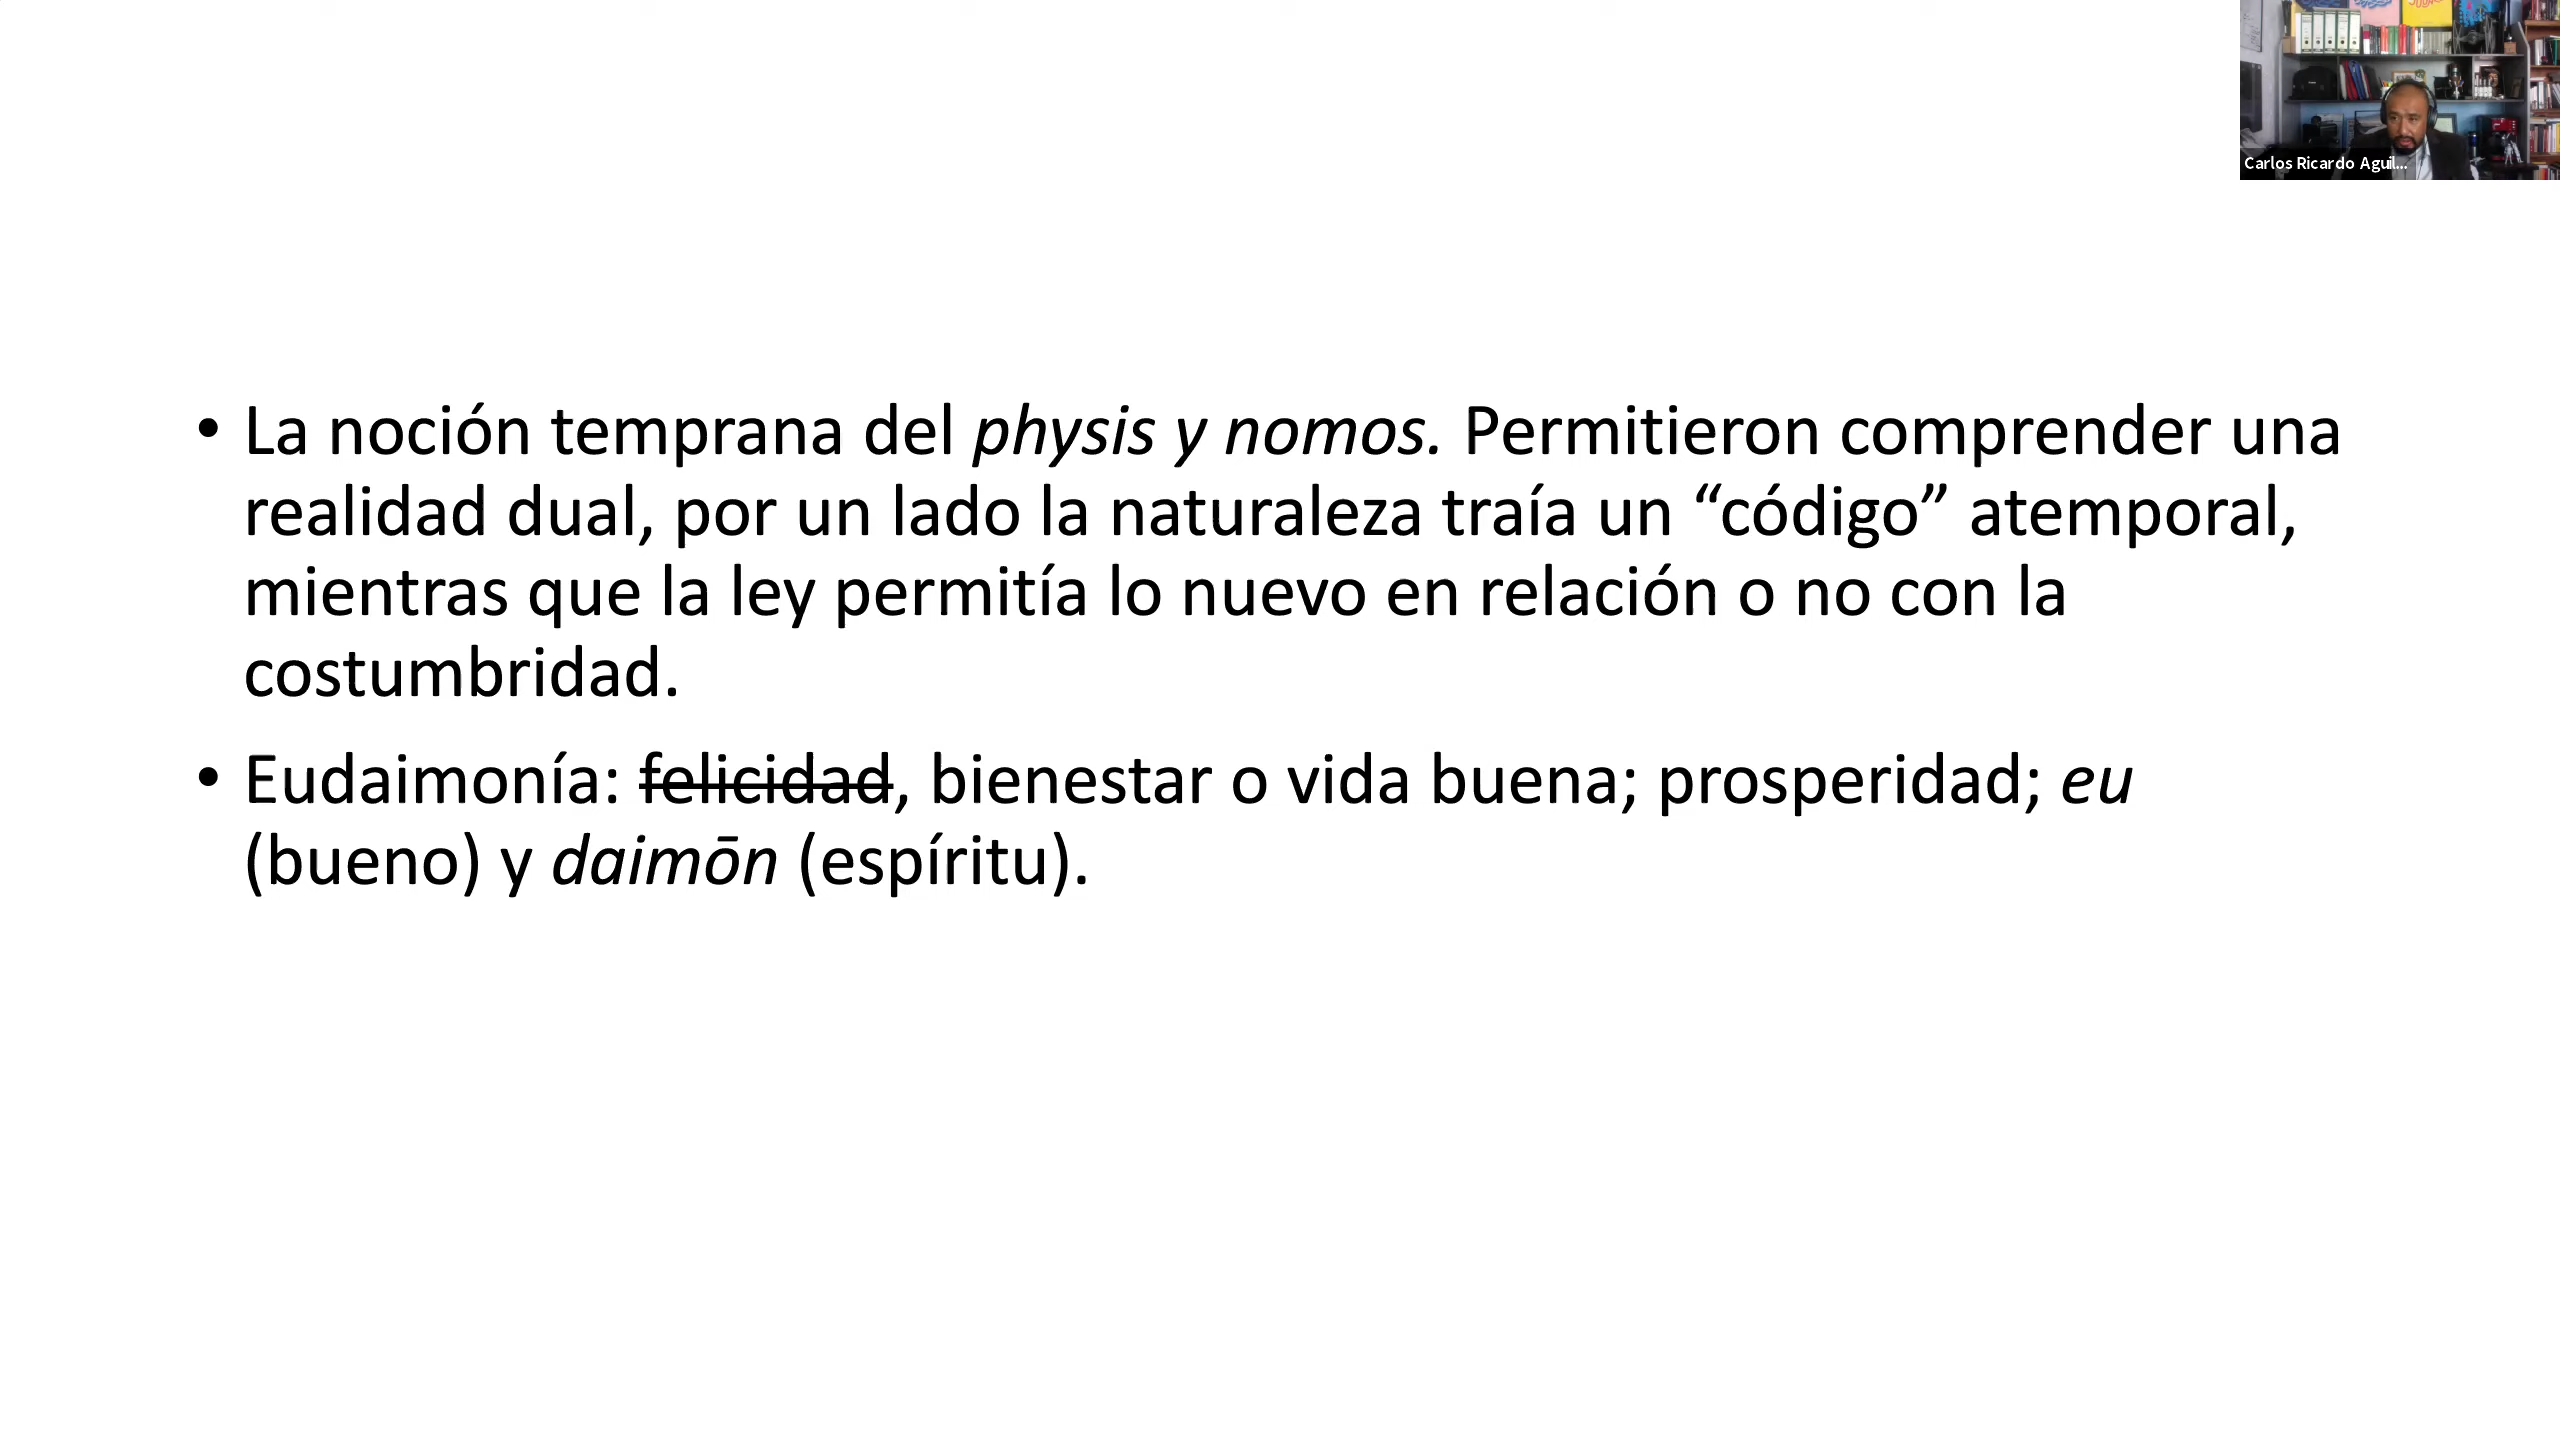 Carlos Ricardo Aguil...
• La noción temprana del physis y nomos. Permitieron comprender una
realidad dual, por un lado la naturaleza traía un “código” atemporal,
mientras que la ley permitía lo nuevo en relación o no con la
costumbridad.
• Eudaimonía: felicidad, bienestar o vida buena; prosperidad; eu
(bueno) y daimōn (espíritu).